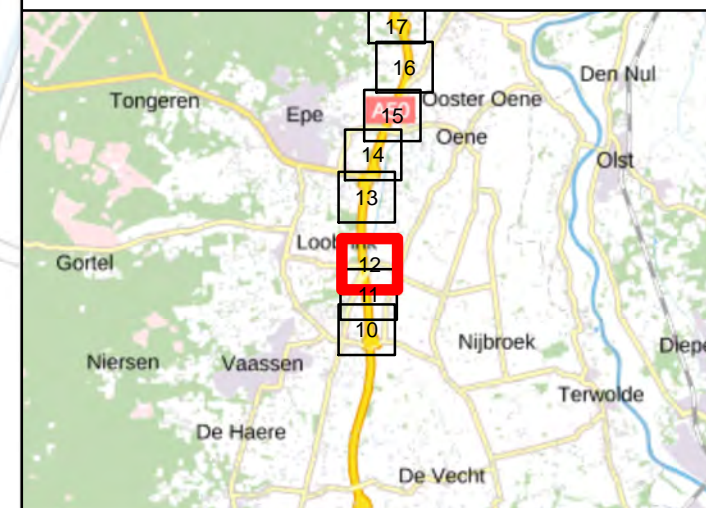 17
16
Den Nul
Tongeren
Epe
Ooster Oene
15
Oene
14
Olst
13
12
Gortel
11
10
Nijbroek
Niersen
Vaassen
Terwolde
De Haere
De Vecht